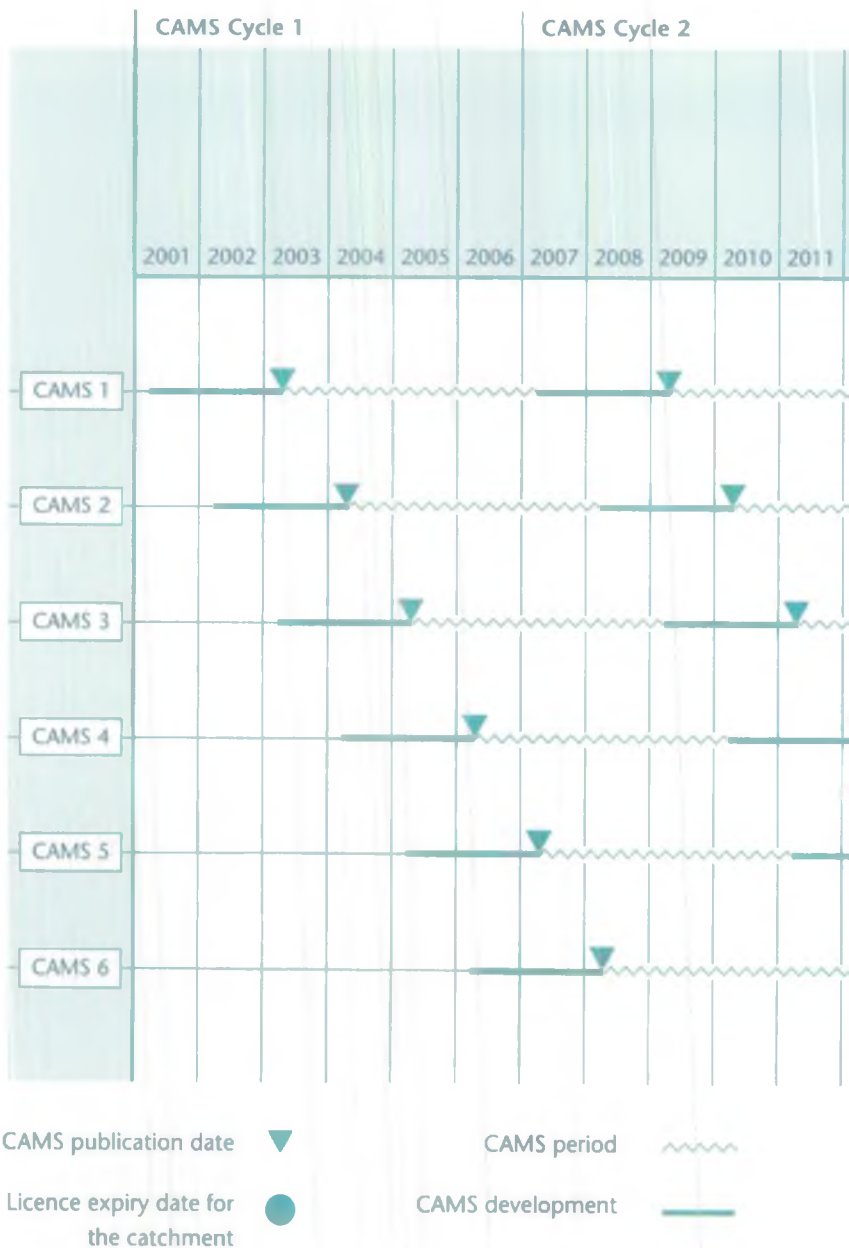 CAMS Cycle 1 CAMS Cycle 2
2001 2002 2003 2004 2005 2006 2007 2008 2009 2010 2011
CAMS 1
CAMS 2
CAMS 3
CAMS 4
CAMS 5
CAMS 6
CAMS publication date
CAMS period
Licence expiry date for
the catchment
CAMS development